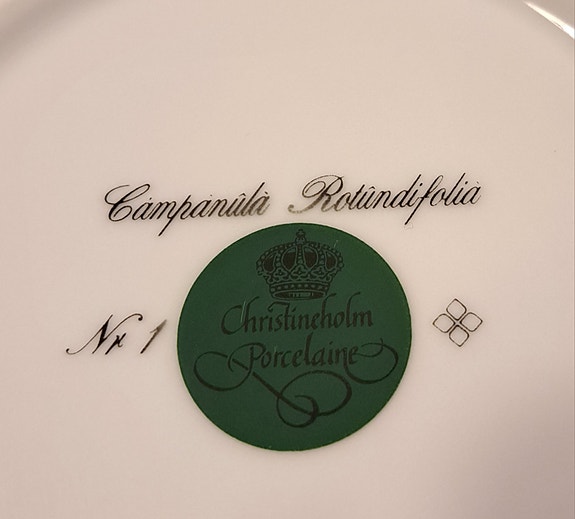 Campanula Rotundifolia
Nr 1
Christineholm
Porcelaine